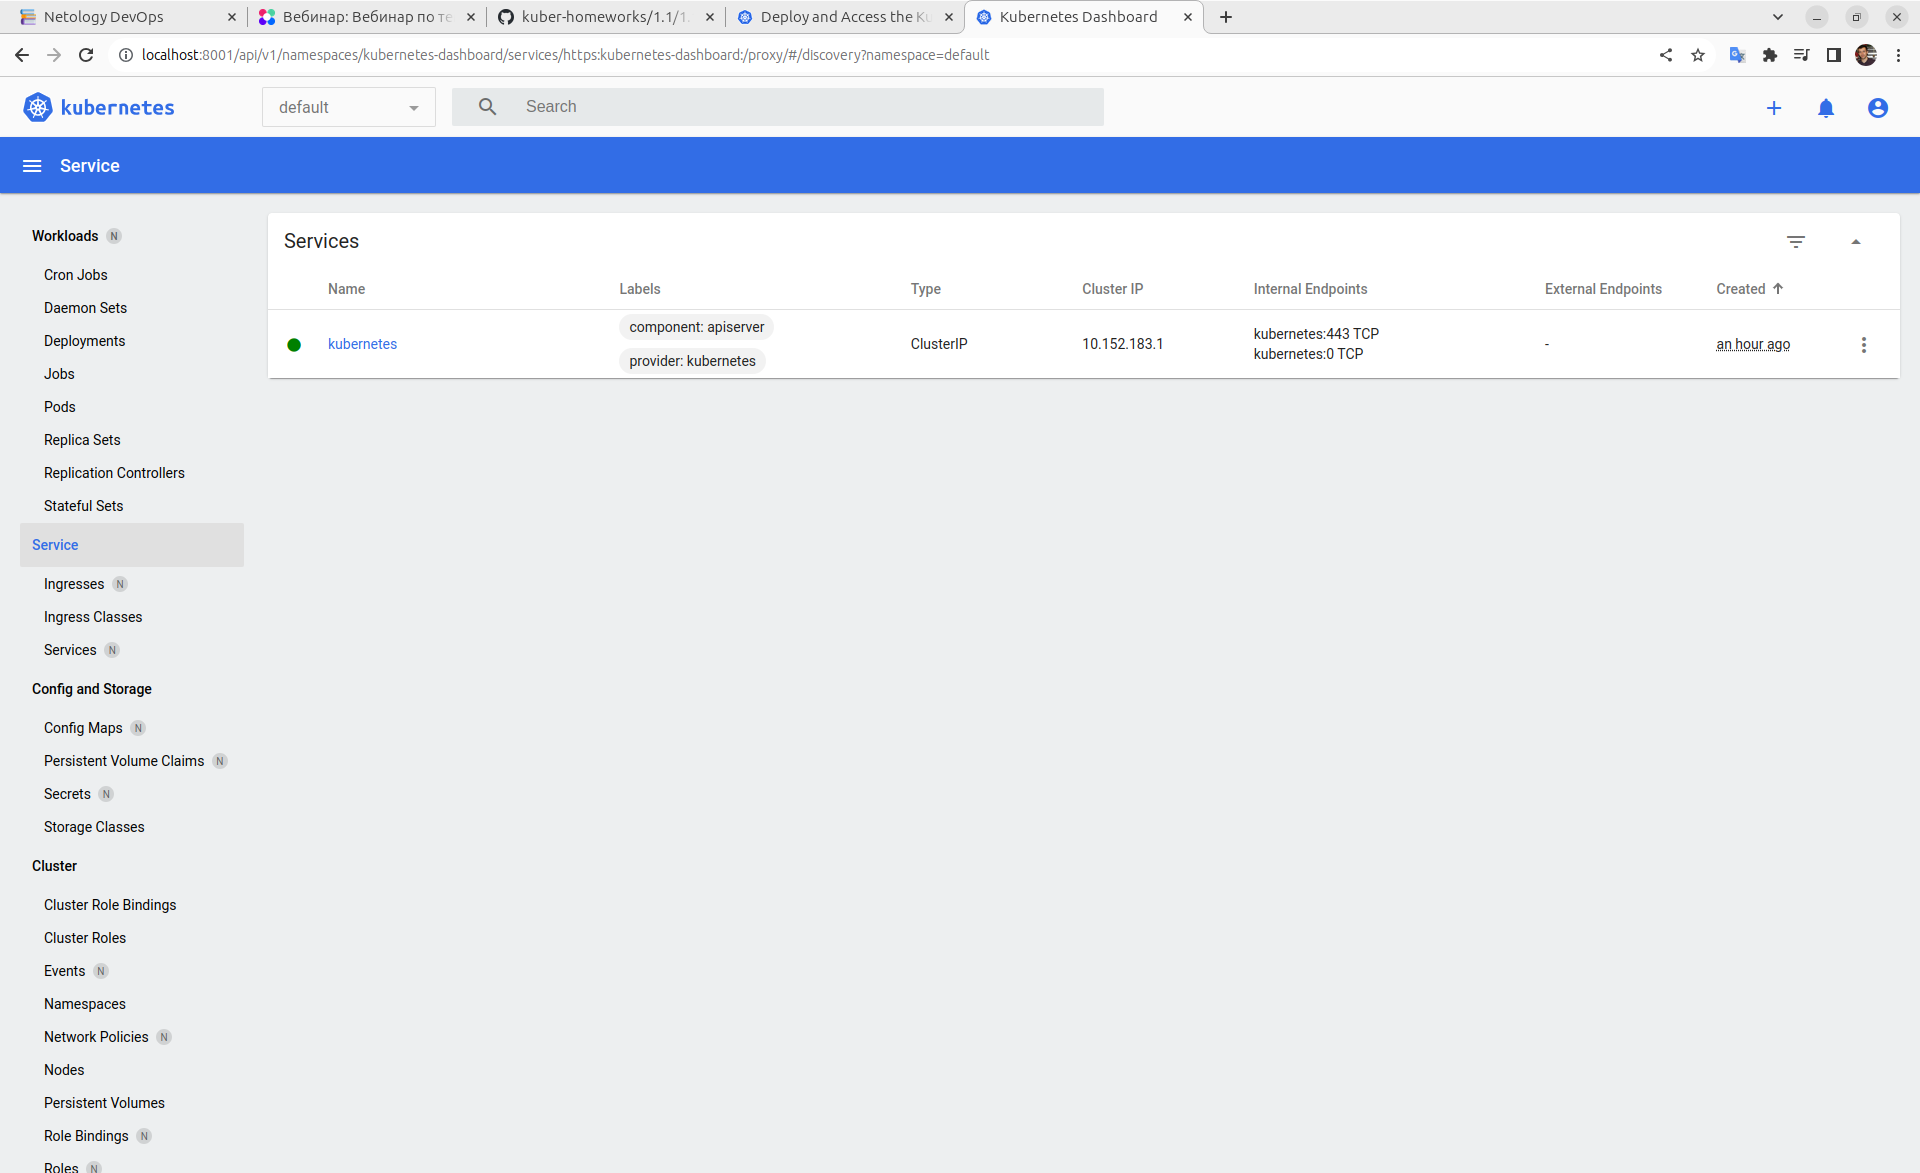 Netology DevOps
Вебинар: Вебинар по те
kuber-homeworks/1.1/1.
Deploy and Access the Ku
Kubernetes Dashboard
localhost:8001/api/v1/namespaces/kubernetes-dashboard/services/https:kubernetes-dashboard:/proxy/#/discovery?namespace=default
kubernetes
default
Search
Service
Workloads N
Cron Jobs
Daemon Sets
Deployments
Jobs
Pods
Replica Sets
Replication Controllers
Stateful Sets
Service
Ingresses N
Ingress Classes
Services N
Config and Storage
Config Maps N
Persistent Volume Claims N
Secrets N
Storage Classes
Cluster
Cluster Role Bindings
Cluster Roles
Events N
Namespaces
Network Policies N
Nodes
Persistent Volumes
Role Bindings N
Roles N
Services
Name Labels Type Cluster IP Internal Endpoints External Endpoints Created
kubernetes
component: apiserver
provider: kubernetes
ClusterIP
10.152.183.1
kubernetes:443 TCP
kubernetes:0 TCP
-
an hour ago